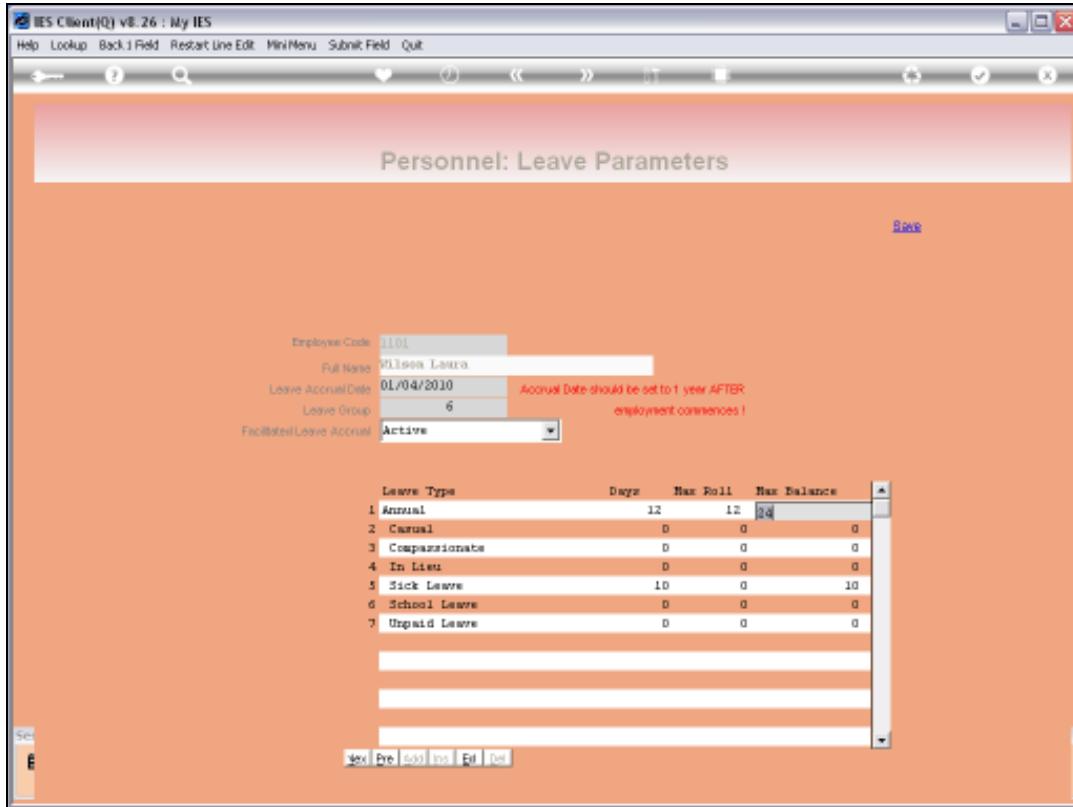 IES Client(Q) v8.26 : My IES
Help Lookup Back 1 Field Restart Line Edit MiniMenu Submit Field Quit
Personnel: Leave Parameters
Save
Employee Code 1101
Full Name Wilson Laura
Leave Accrual Date 01/04/2010 Accrual Date should be set to 1 year AFTER
Leave Group 6 employment commences !
Facilitated Leave Accrual Active
Leave Type Days Max Roll Max Balance
1 Annual 12 12 24
2 Casual 0 0 0
3 Compassionate 0 0 0
4 In Lieu 0 0 0
5 Sick Leave 10 0 10
6 School Leave 0 0 0
7 Unpaid Leave 0 0 0
Nex Pre Add Ins Ed Del